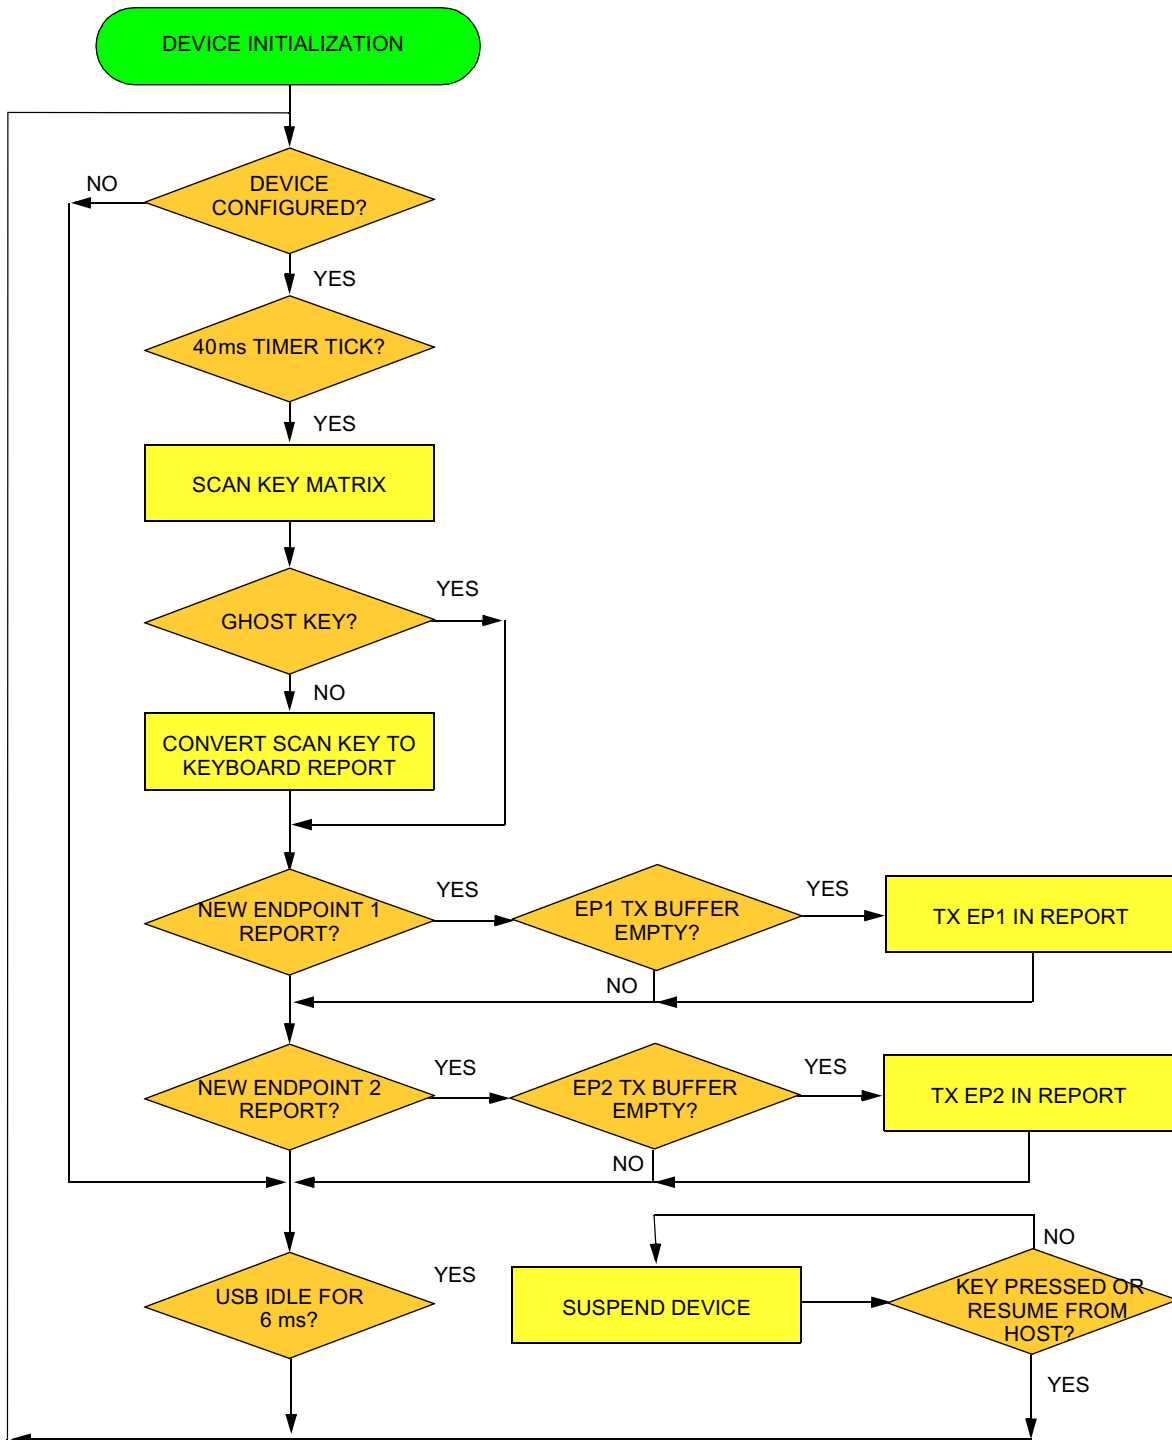 DEVICE INITIALIZATION
NO
DEVICE
CONFIGURED?
YES
40ms TIMER TICK?
YES
SCAN KEY MATRIX
YES
GHOST KEY?
NO
CONVERT SCAN KEY TO
KEYBOARD REPORT
NEW ENDPOINT 1
REPORT?
YES
EP1 TX BUFFER
EMPTY?
YES
TX EP1 IN REPORT
NO
NEW ENDPOINT 2
REPORT?
YES
EP2 TX BUFFER
EMPTY?
YES
TX EP2 IN REPORT
NO
USB IDLE FOR
6 ms?
YES
SUSPEND DEVICE
NO
KEY PRESSED OR
RESUME FROM
HOST?
YES